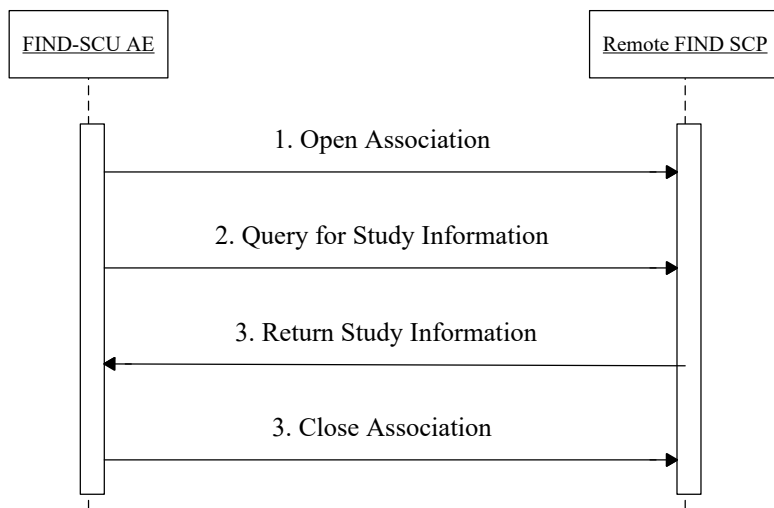 FIND-SCU AE
Remote FIND SCP
1. Open Association
2. Query for Study Information
3. Return Study Information
3. Close Association